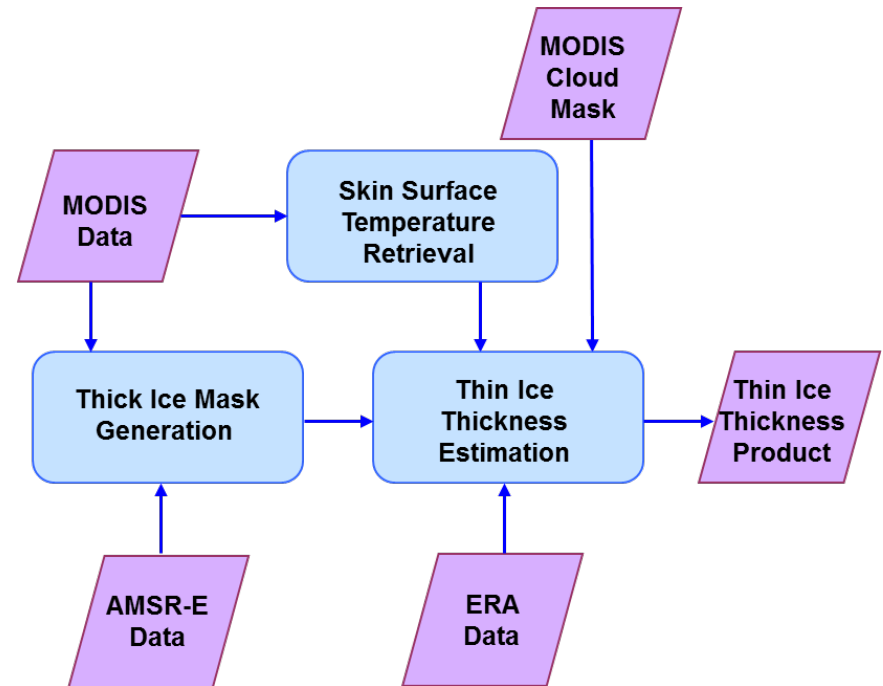 MODIS
Cloud
Mask
MODIS
Data
Skin Surface
Temperature
Retrieval
Thick Ice Mask
Generation
Thin Ice
Thickness
Estimation
Thin Ice
Thickness
Product
AMSR-E
Data
ERA
Data